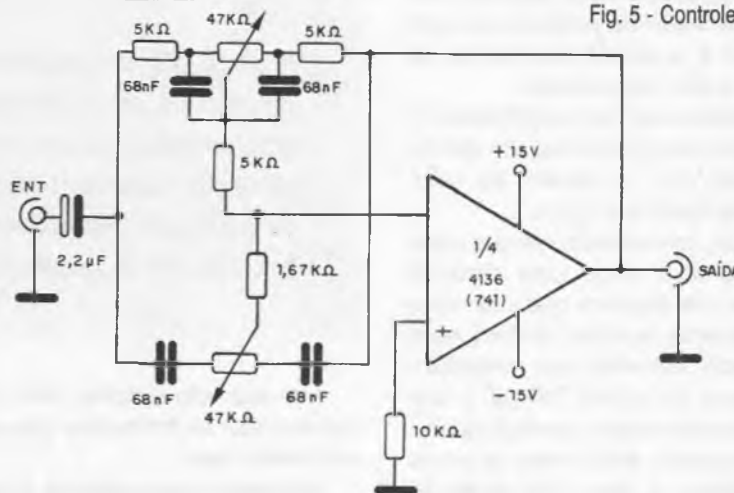 Fig. 5 - Controle
5KΩ
47KΩ
5KΩ
68nF
68nF
5KΩ
ENT
2,2µF
1,67KΩ
+15V
1/4
4136
(741)
+
-15V
SAÍDA
68nF
68nF
47KΩ
10KΩ